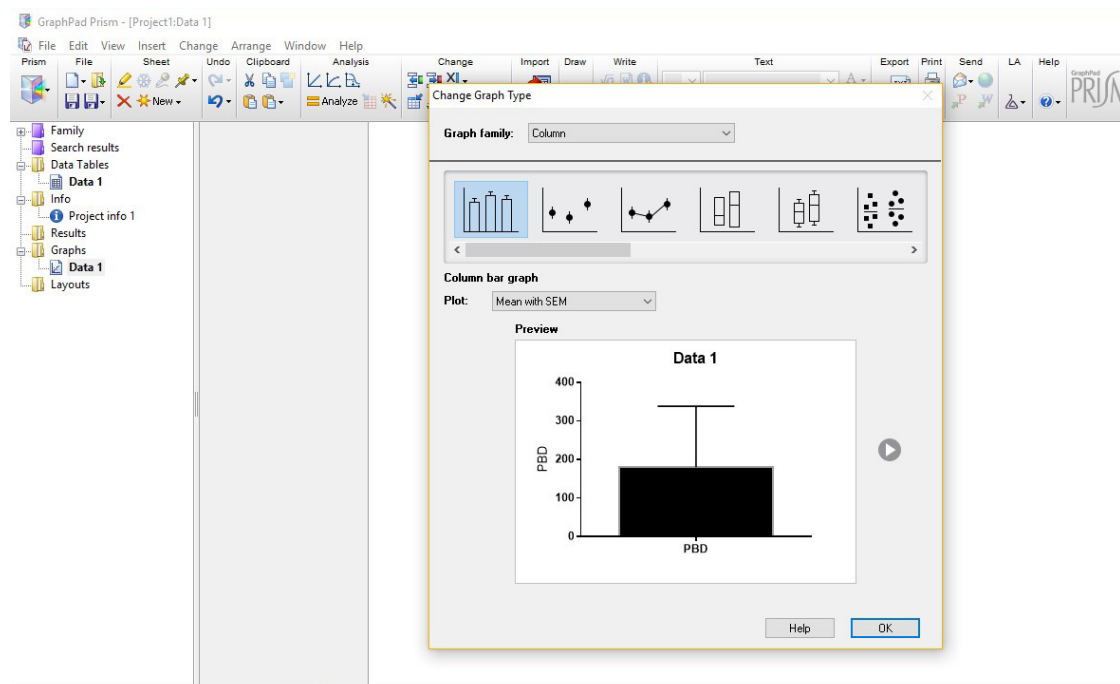 GraphPad Prism - [Project1:Data 1]
File Edit View Insert Change Arrange Window Help
Prism File Sheet Undo Clipboard Analysis Change Import Draw Write Text Export Print Send LA Help
New
Analyze
GraphPad
PRISM
Family
Search results
Data Tables
Data 1
Info
Project info 1
Results
Graphs
Data 1
Layouts
Change Graph Type
Graph family: Column
Column bar graph
Plot: Mean with SEM
Preview
Data 1
400
300
200
100
0
PBD
PBD
Help OK